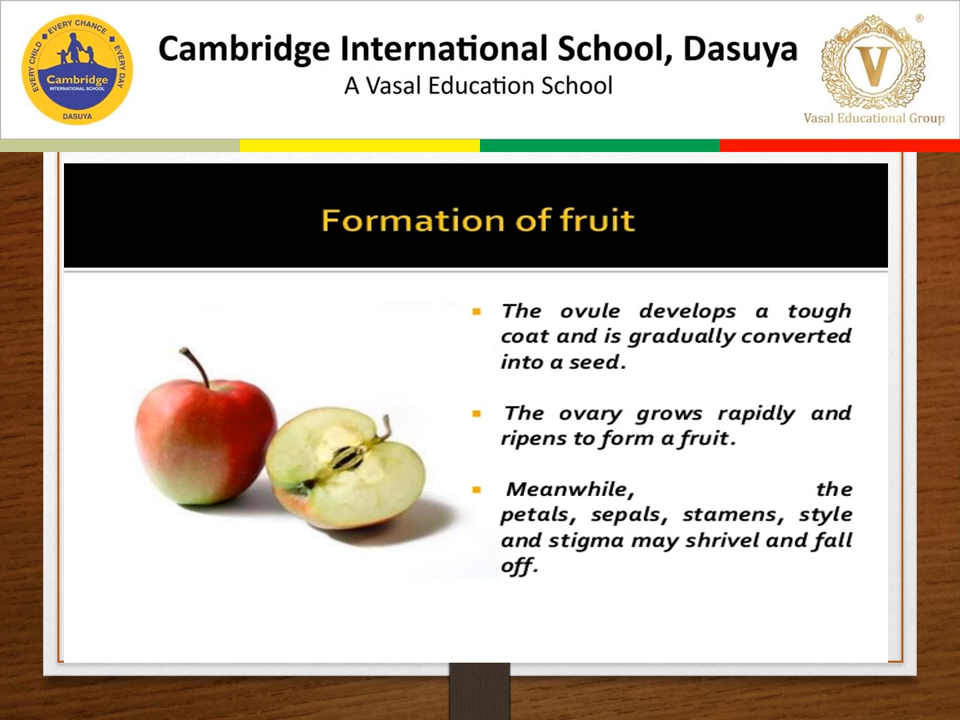 EVERY CHILD • EVERY CHANCE • EVERY DAY
Cambridge
INTERNATIONAL SCHOOL
DASUYA
Cambridge International School, Dasuya
A Vasal Education School
®
V
Vasal Educational Group
Formation of fruit
▪ The ovule develops a tough
coat and is gradually converted
into a seed.
▪ The ovary grows rapidly and
ripens to form a fruit.
▪ Meanwhile, the
petals, sepals, stamens, style
and stigma may shrivel and fall
off.